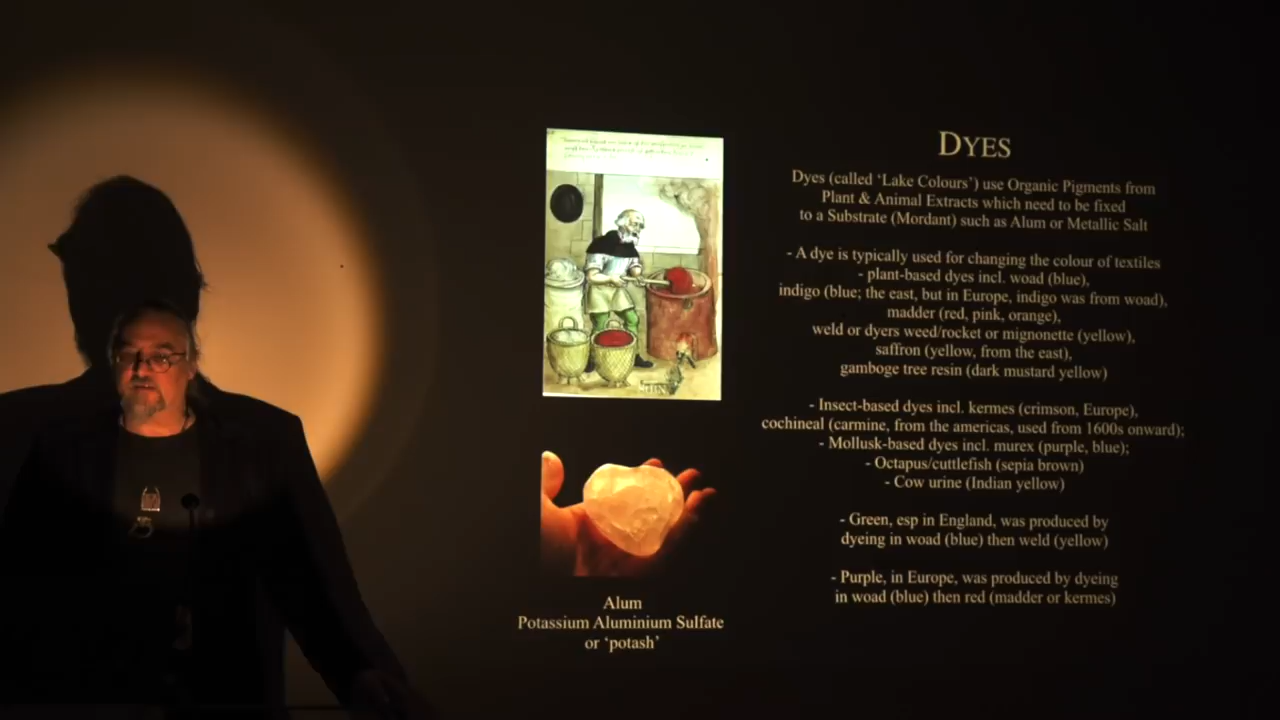 DYES
Dyes (called ‘Lake Colours’) use Organic Pigments from
Plant & Animal Extracts which need to be fixed
to a Substrate (Mordant) such as Alum or Metallic Salt
- A dye is typically used for changing the colour of textiles
- plant-based dyes incl. woad (blue),
indigo (blue; the east, but in Europe, indigo was from woad),
madder (red, pink, orange),
weld or dyers weed/rocket or mignonette (yellow),
saffron (yellow, from the east),
gamboge tree resin (dark mustard yellow)
- Insect-based dyes incl. kermes (crimson, Europe),
cochineal (carmine, from the americas, used from 1600s onward);
- Mollusk-based dyes incl. murex (purple, blue);
- Octapus/cuttlefish (sepia brown)
- Cow urine (Indian yellow)
- Green, esp in England, was produced by
dyeing in woad (blue) then weld (yellow)
- Purple, in Europe, was produced by dyeing
in woad (blue) then red (madder or kermes)
Alum
Potassium Aluminium Sulfate
or ‘potash’